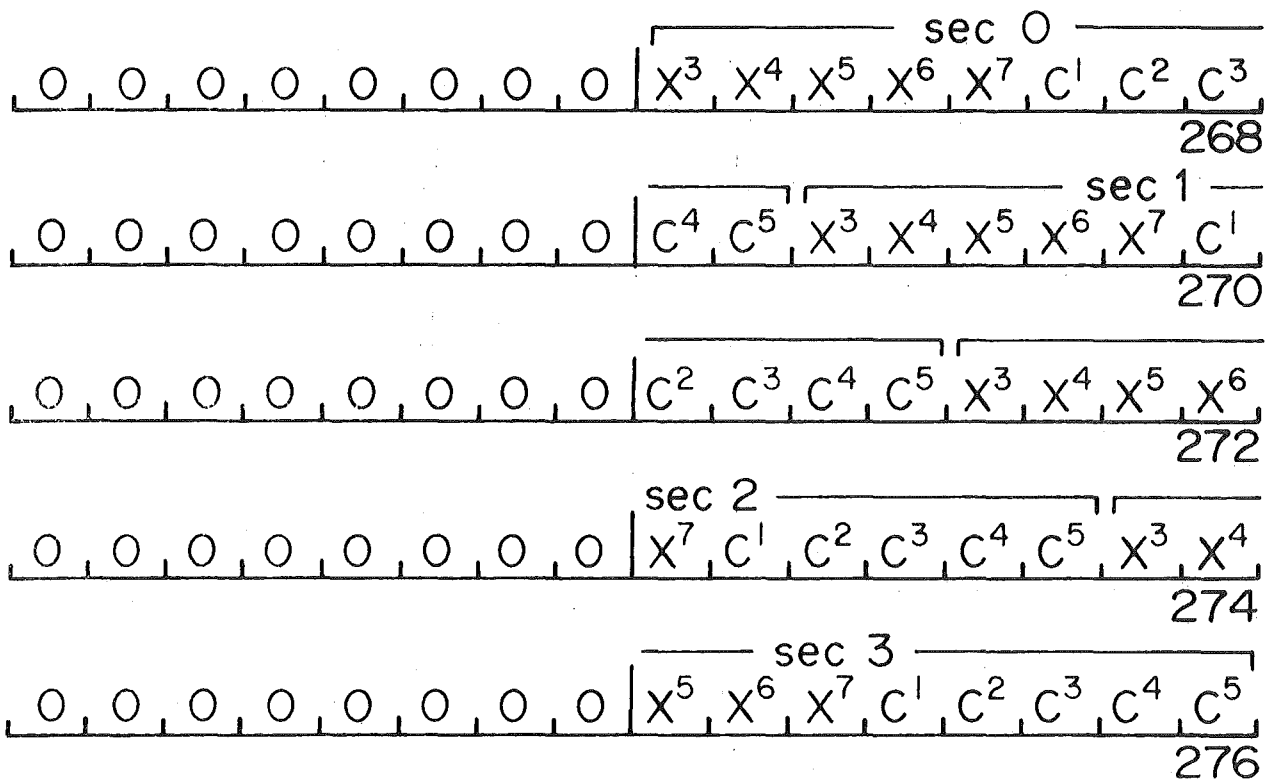 sec 0
0 0 0 0 0 0 0 0 X³ X⁴ X⁵ X⁶ X⁷ C¹ C² C³
268
sec 1
0 0 0 0 0 0 0 0 C⁴ C⁵ X³ X⁴ X⁵ X⁶ X⁷ C¹
270
0 0 0 0 0 0 0 0 C² C³ C⁴ C⁵ X³ X⁴ X⁵ X⁶
272
sec 2
0 0 0 0 0 0 0 0 X⁷ C¹ C² C³ C⁴ C⁵ X³ X⁴
274
sec 3
0 0 0 0 0 0 0 0 X⁵ X⁶ X⁷ C¹ C² C³ C⁴ C⁵
276